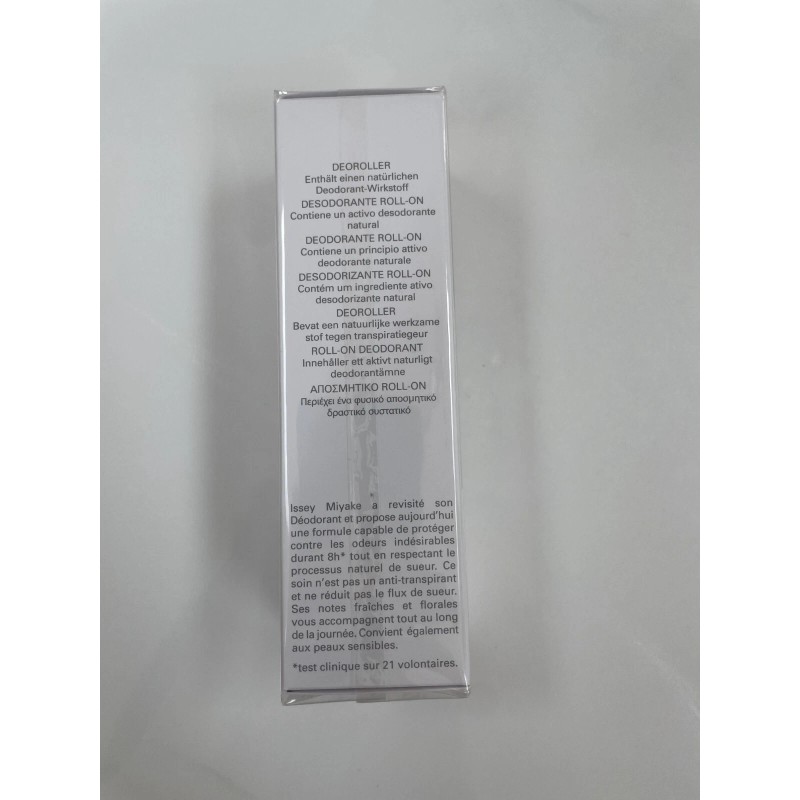 DEOROLLER
Enthält einen natürlichen
Deodorant-Wirkstoff
DESODORANTE ROLL-ON
Contiene un activo desodorante
natural
DEODORANTE ROLL-ON
Contiene un principio attivo
deodorante naturale
DESODORIZANTE ROLL-ON
Contém um ingrediente ativo
desodorizante natural
DEOROLLER
Bevat een natuurlijke werkzame
stof tegen transpiratiegeur
ROLL-ON DEODORANT
Innehåller ett aktivt naturligt
deodorantämne
ΑΠΟΣΜΗΤΙΚΟ ROLL-ON
Περιέχει ένα φυσικό αποσμητικό
δραστικό συστατικό
Issey Miyake a revisité son
Déodorant et propose aujourd'hui
une formule capable de protéger
contre les odeurs indésirables
durant 8h* tout en respectant le
processus naturel de sueur. Ce
soin n'est pas un anti-transpirant
et ne réduit pas le flux de sueur.
Ses notes fraîches et florales
vous accompagnent tout au long
de la journée. Convient également
aux peaux sensibles.
*test clinique sur 21 volontaires.